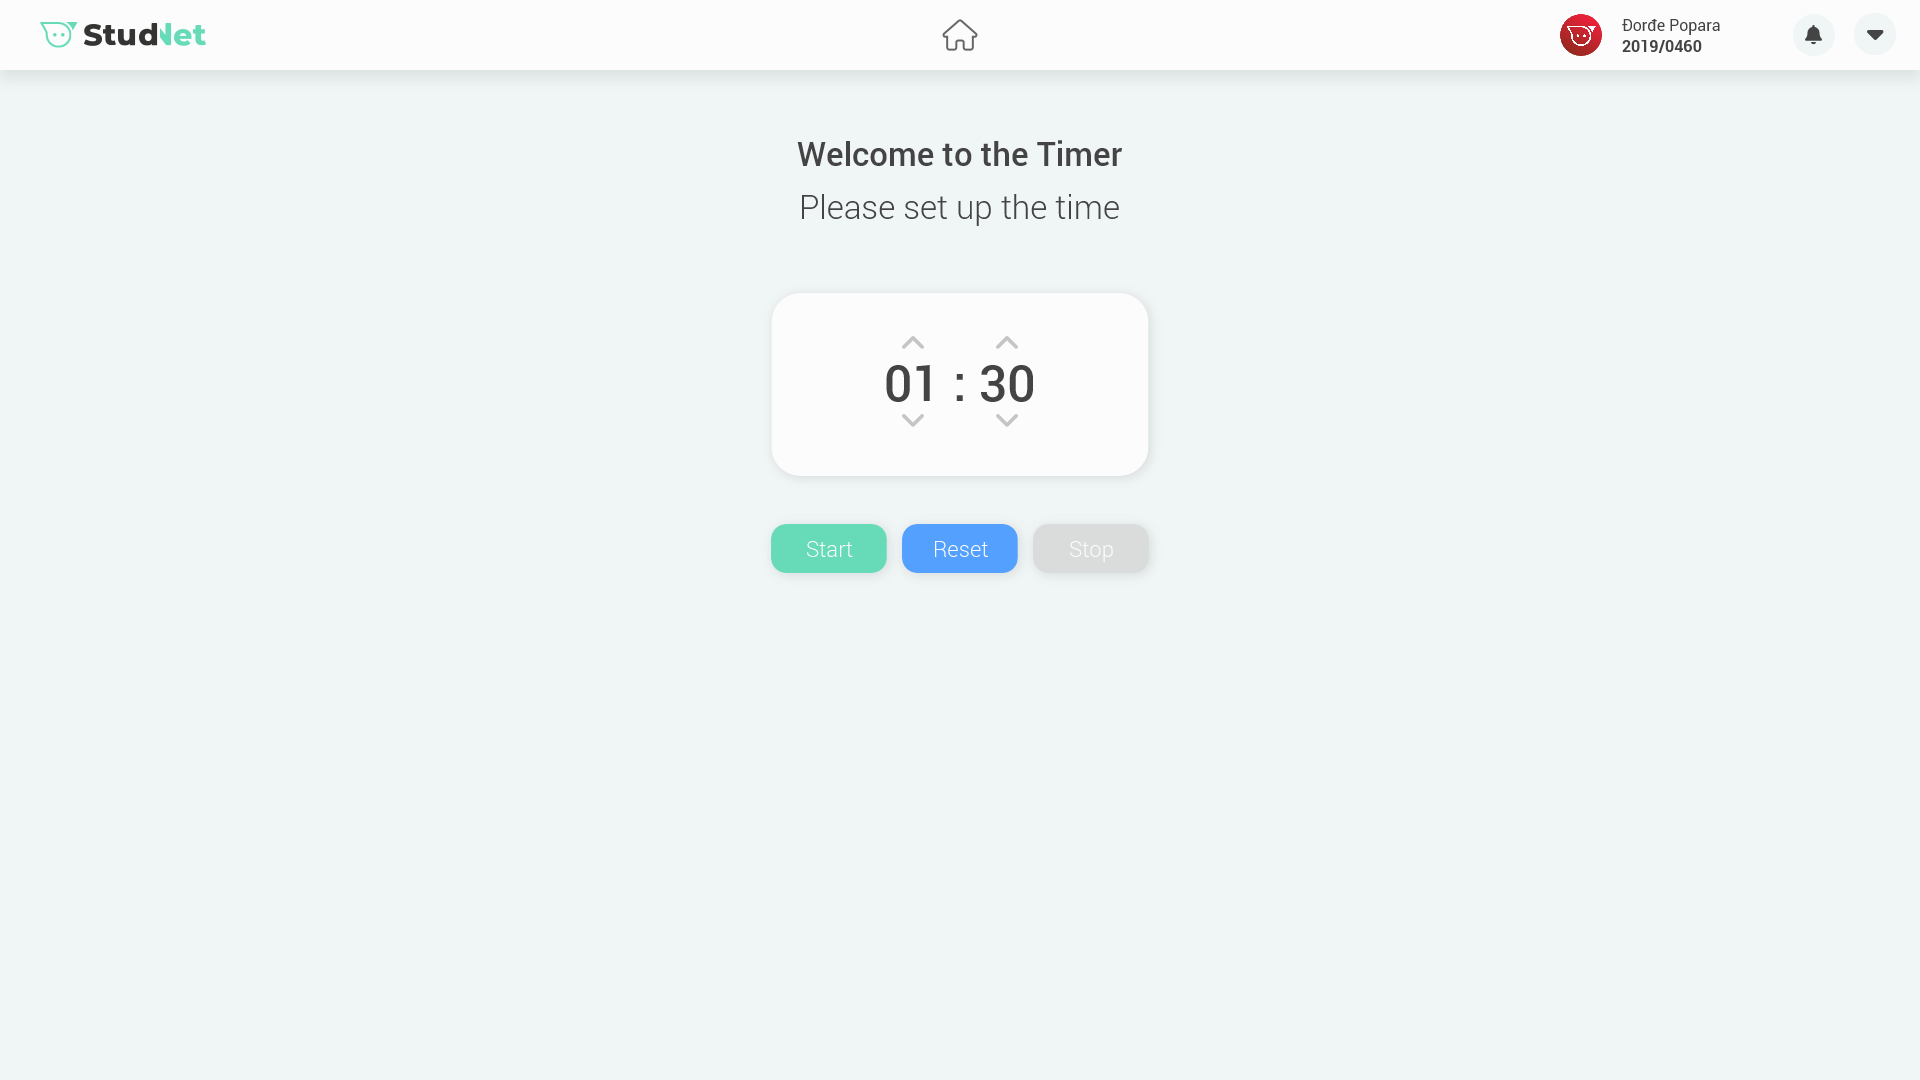 StudNet
Đorđe Popara
2019/0460
Welcome to the Timer
Please set up the time
01 : 30
Start
Reset
Stop